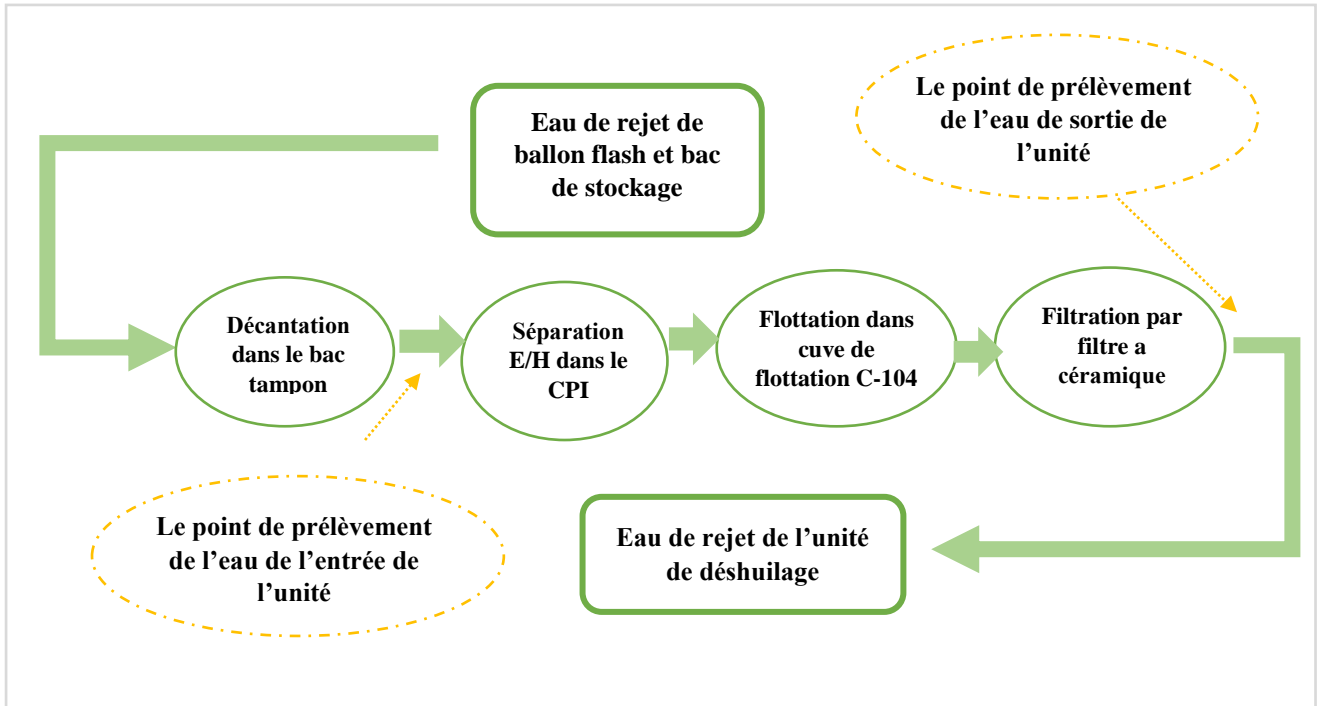 Eau de rejet de
ballon flash et bac
de stockage
Le point de prélèvement
de l’eau de sortie de
l’unité
Décantation
dans le bac
tampon
Séparation
E/H dans le
CPI
Flottation dans
cuve de
flottation C-104
Filtration par
filtre a
céramique
Le point de prélèvement
de l’eau de l’entrée de
l’unité
Eau de rejet de l’unité
de déshuilage